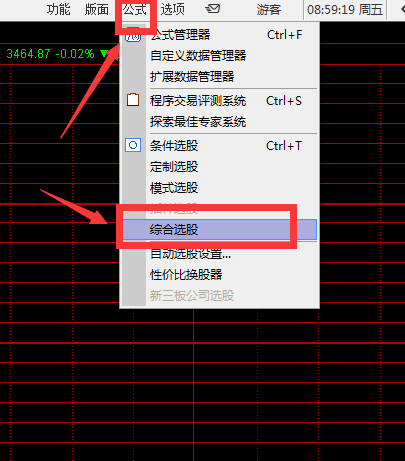 功能 版面 公式 选项 游客 08:59:19 周五
3464.87 -0.02%
公式管理器 Ctrl+F
自定义数据管理器
扩展数据管理器
程序交易评测系统 Ctrl+S
探索最佳专家系统
条件选股 Ctrl+T
定制选股
模式选股
插件选股
综合选股
自动选股设置...
性价比换股器
新三板公司选股